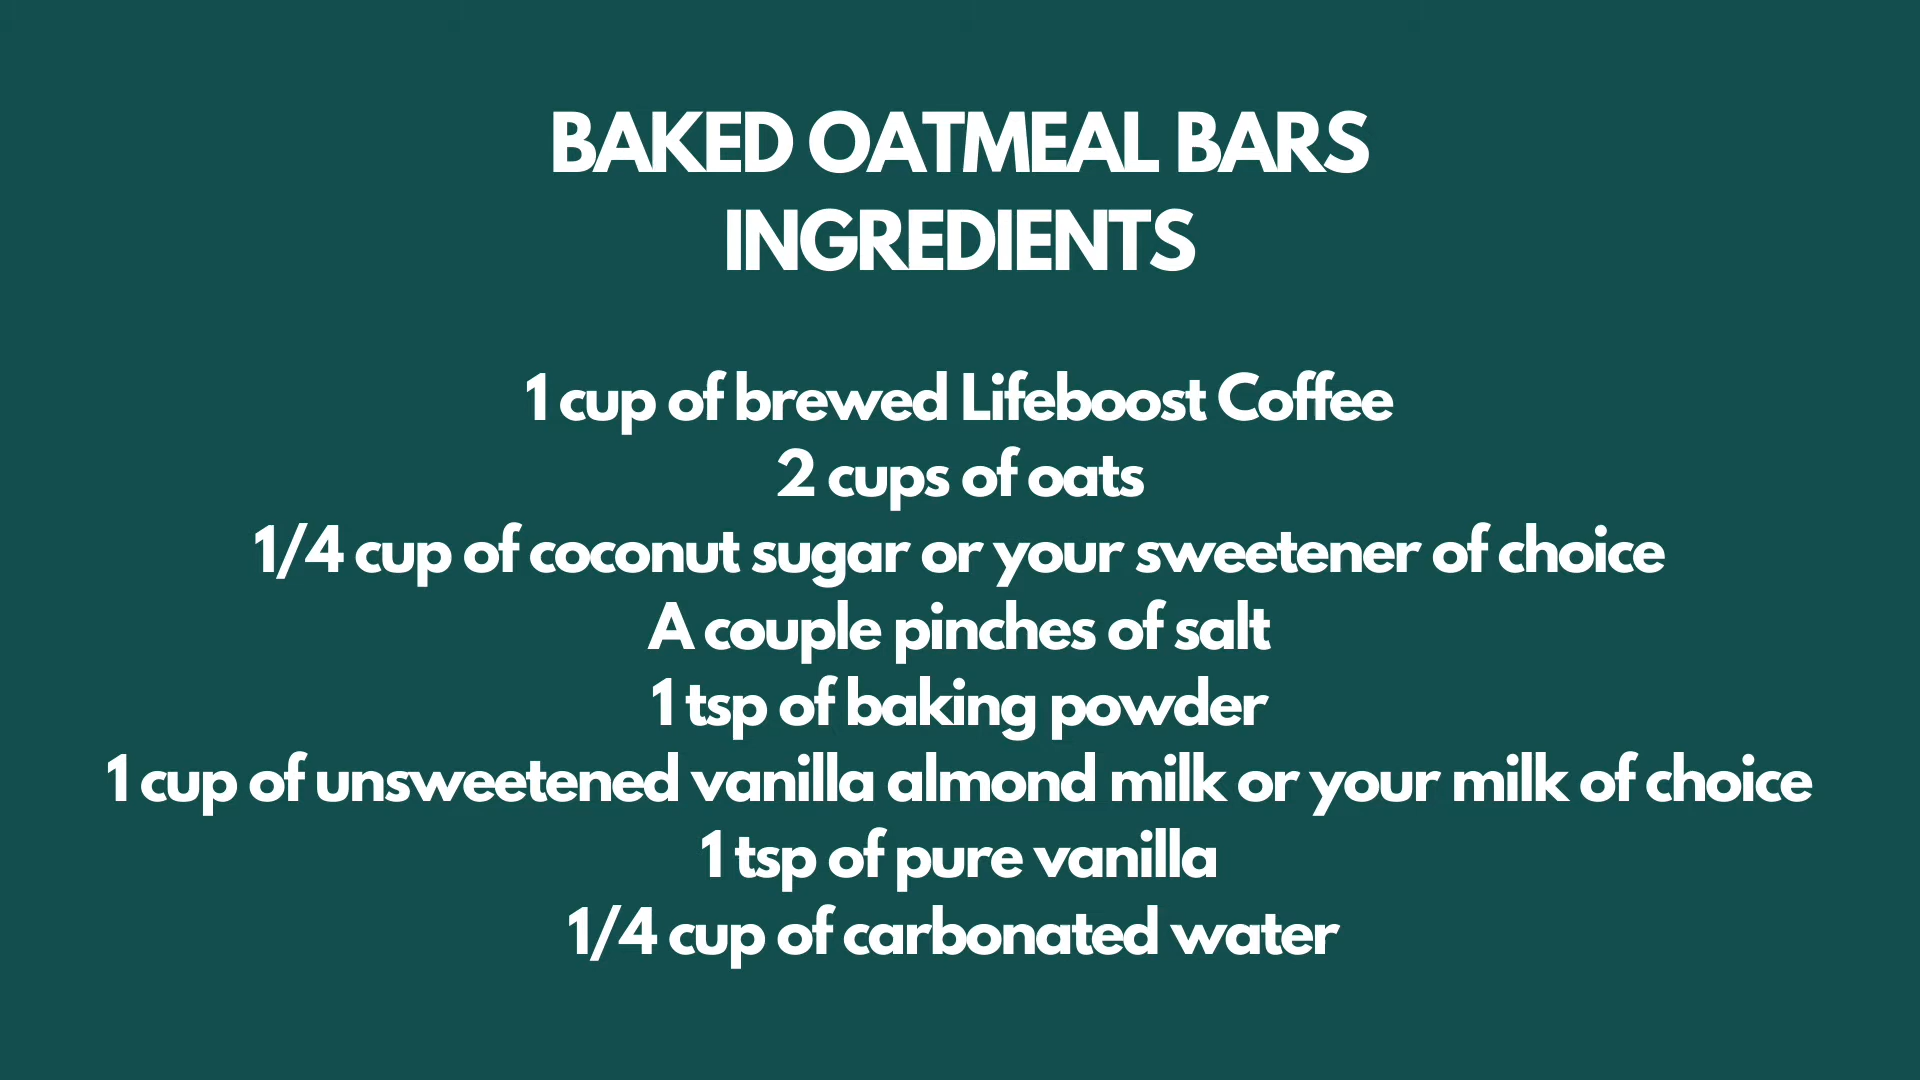 BAKED OATMEAL BARS
INGREDIENTS
1 cup of brewed Lifeboost Coffee
2 cups of oats
1/4 cup of coconut sugar or your sweetener of choice
A couple pinches of salt
1 tsp of baking powder
1 cup of unsweetened vanilla almond milk or your milk of choice
1 tsp of pure vanilla
1/4 cup of carbonated water